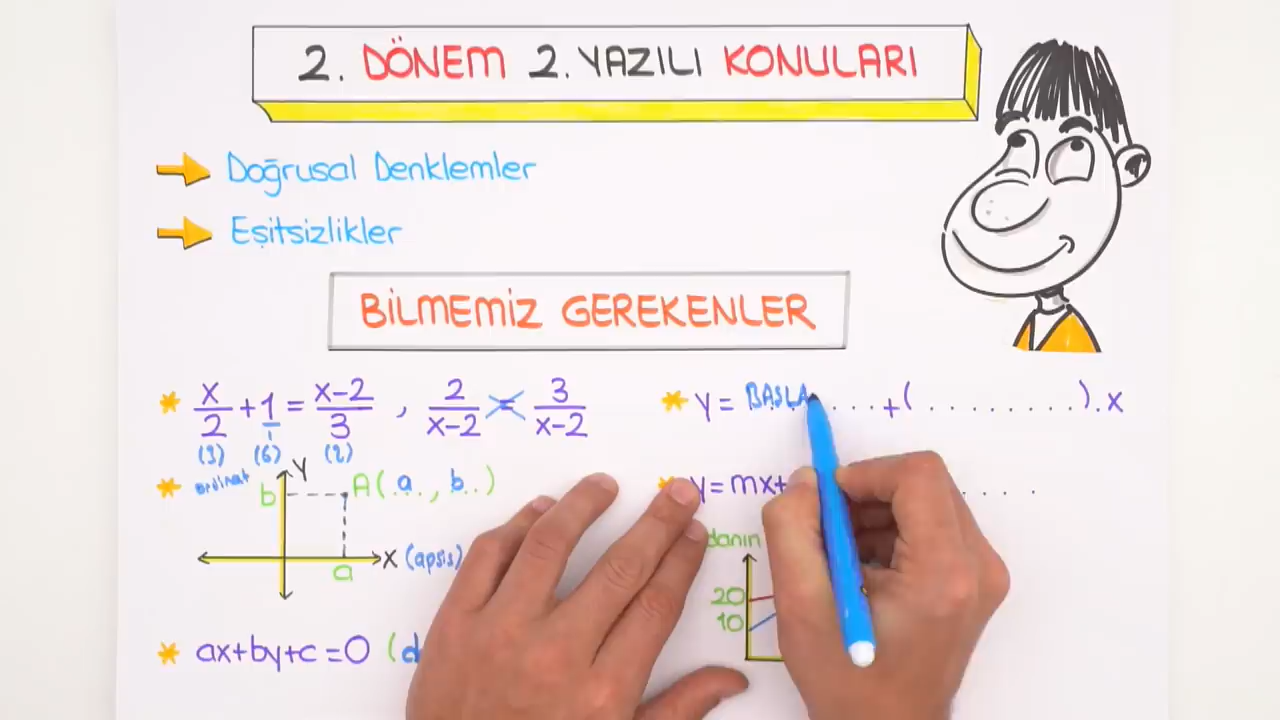 2. DÖNEM 2. YAZILI KONULARI
Doğrusal Denklemler
Eşitsizlikler
BİLMEMİZ GEREKENLER
x/2 + 1/1 = x-2/3 , 2/x-2 = 3/x-2
(3) (6) (2)
ordinat Y
b A(a, b)
X (apsis)
a
ax+by+c=0 (d
y= BAŞLA.....+(.........).x
y=mx+
danın
20
10